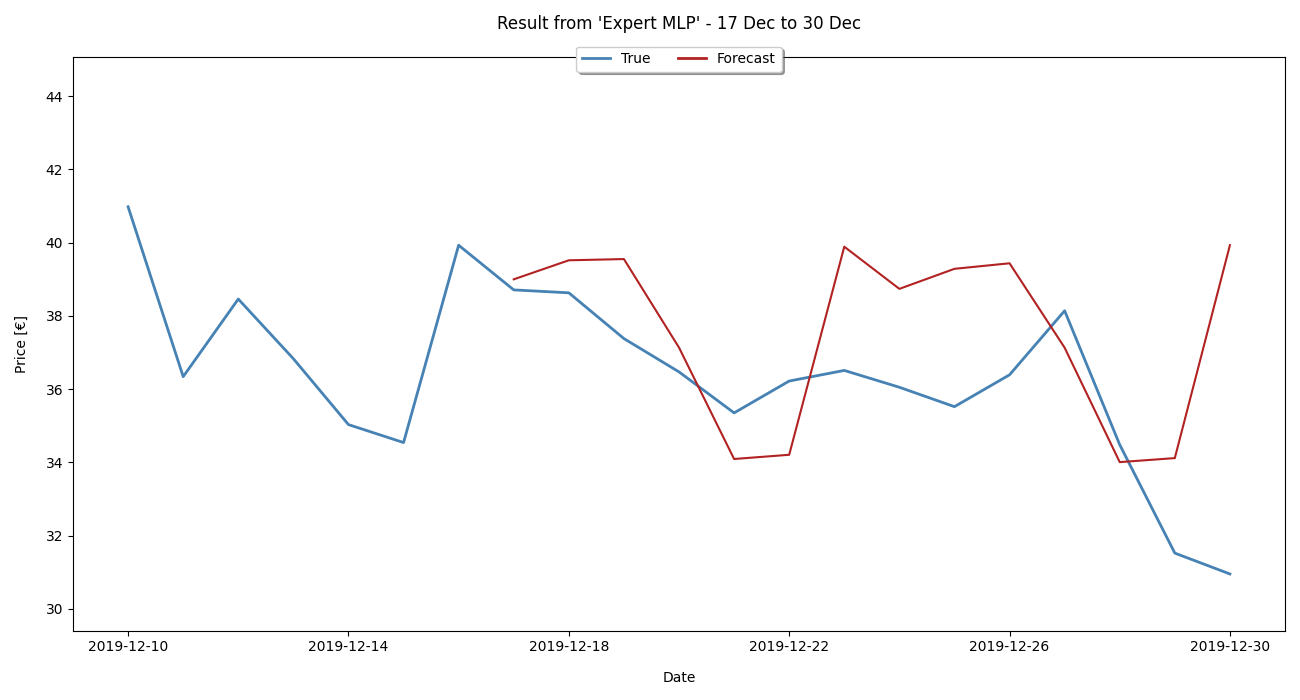 Result from 'Expert MLP' - 17 Dec to 30 Dec
True Forecast
44
42
40
38
36
34
32
30
Price [€]
2019-12-10 2019-12-14 2019-12-18 2019-12-22 2019-12-26 2019-12-30
Date